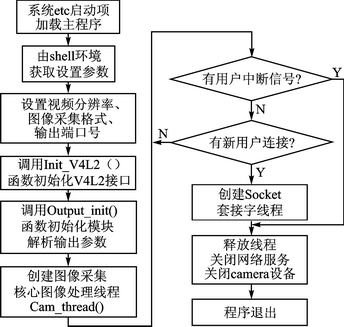 系统etc启动项
加载主程序
由shell环境
获取设置参数
设置视频分辨率、
图像采集格式、
输出端口号
调用Init_V4L2（）
函数初始化V4L2接口
调用Output_init()
函数初始化模块
解析输出参数
创建图像采集
核心图像处理线程
Cam_thread()
有用户中断信号?
Y
N
有新用户连接?
N
Y
创建Socket
套接字线程
释放线程
关闭网络服务
关闭camera设备
程序退出